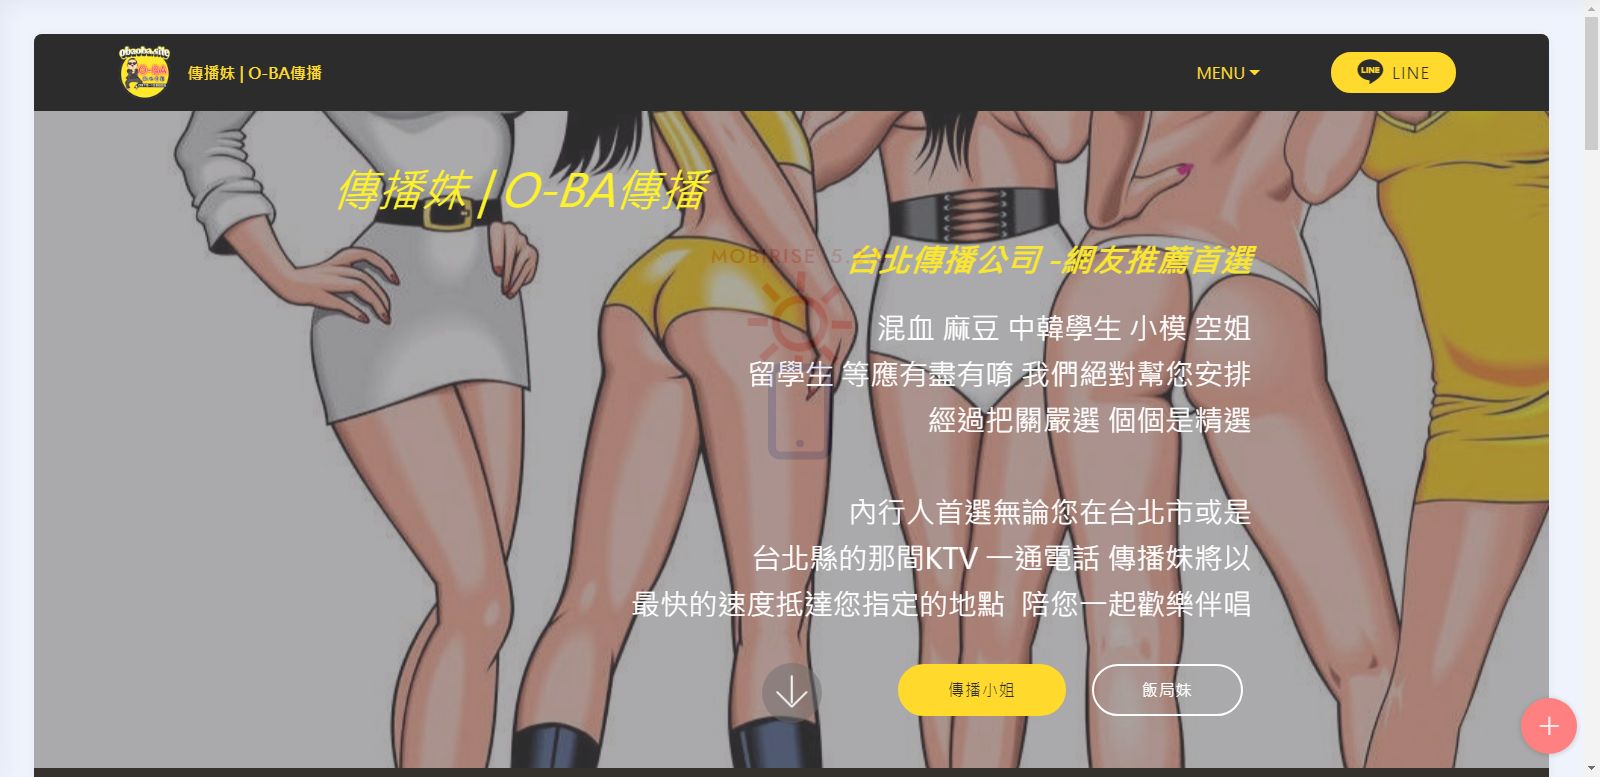 obaoba.site
O-BA
傳播妹 | O-BA傳播
MENU
LINE
LINE
傳播妹 | O-BA傳播
MOBIRISE 5.
台北傳播公司 -網友推薦首選
混血 麻豆 中韓學生 小模 空姐
留學生 等應有盡有唷 我們絕對幫您安排
經過把關嚴選 個個是精選
內行人首選無論您在台北市或是
台北縣的那間KTV 一通電話 傳播妹將以
最快的速度抵達您指定的地點 陪您一起歡樂伴唱
傳播小姐
飯局妹